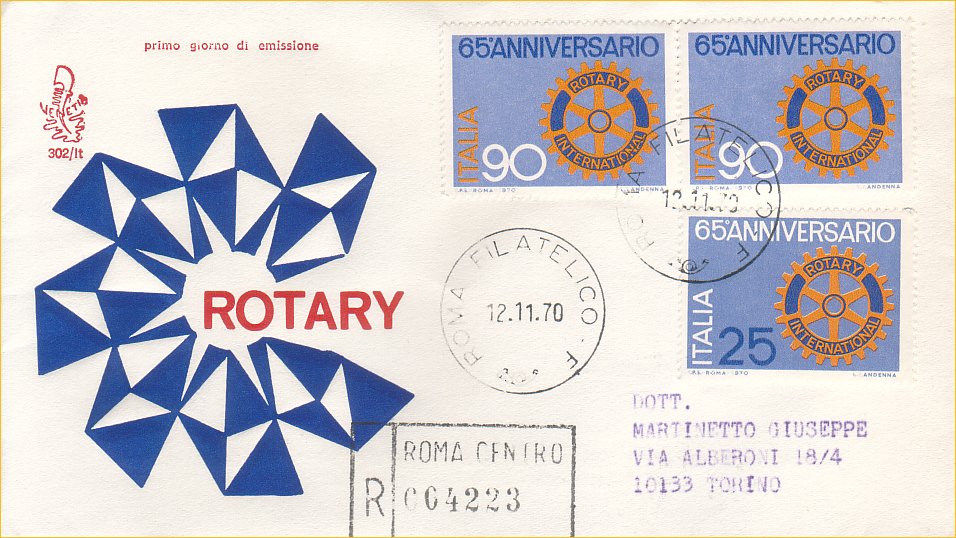 primo giorno di emissione
VENETIA
302/It
ROTARY
65°ANNIVERSARIO
ITALIA
90
ROTARY
INTERNATIONAL
I.P.S. ROMA 1970
L. ANDENNA
65°ANNIVERSARIO
ITALIA
90
ROTARY
INTERNATIONAL
I.P.S. ROMA 1970
L. ANDENNA
65°ANNIVERSARIO
ITALIA
25
ROTARY
INTERNATIONAL
I.P.S. ROMA 1970
L. ANDENNA
ROMA FILATELICO F.
12.11.70
ROMA FILATELICO F.
12.11.70
DOTT.
MARTINETTO GIUSEPPE
VIA ALBERONI 18/4
10133 TORINO
ROMA CENTRO
R
004223